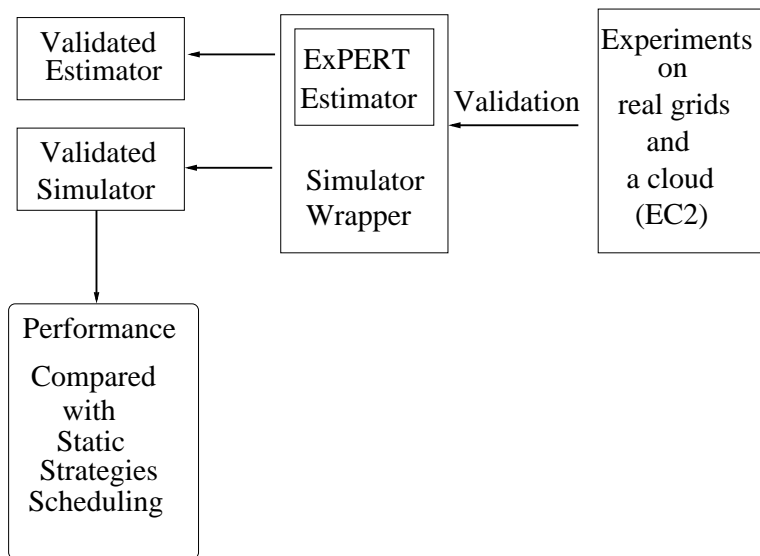 Validated
Estimator
ExPERT
Estimator
Simulator
Wrapper
Validation
Experiments
on
real grids
and
a cloud
(EC2)
Validated
Simulator
Performance
Compared
with
Static
Strategies
Scheduling